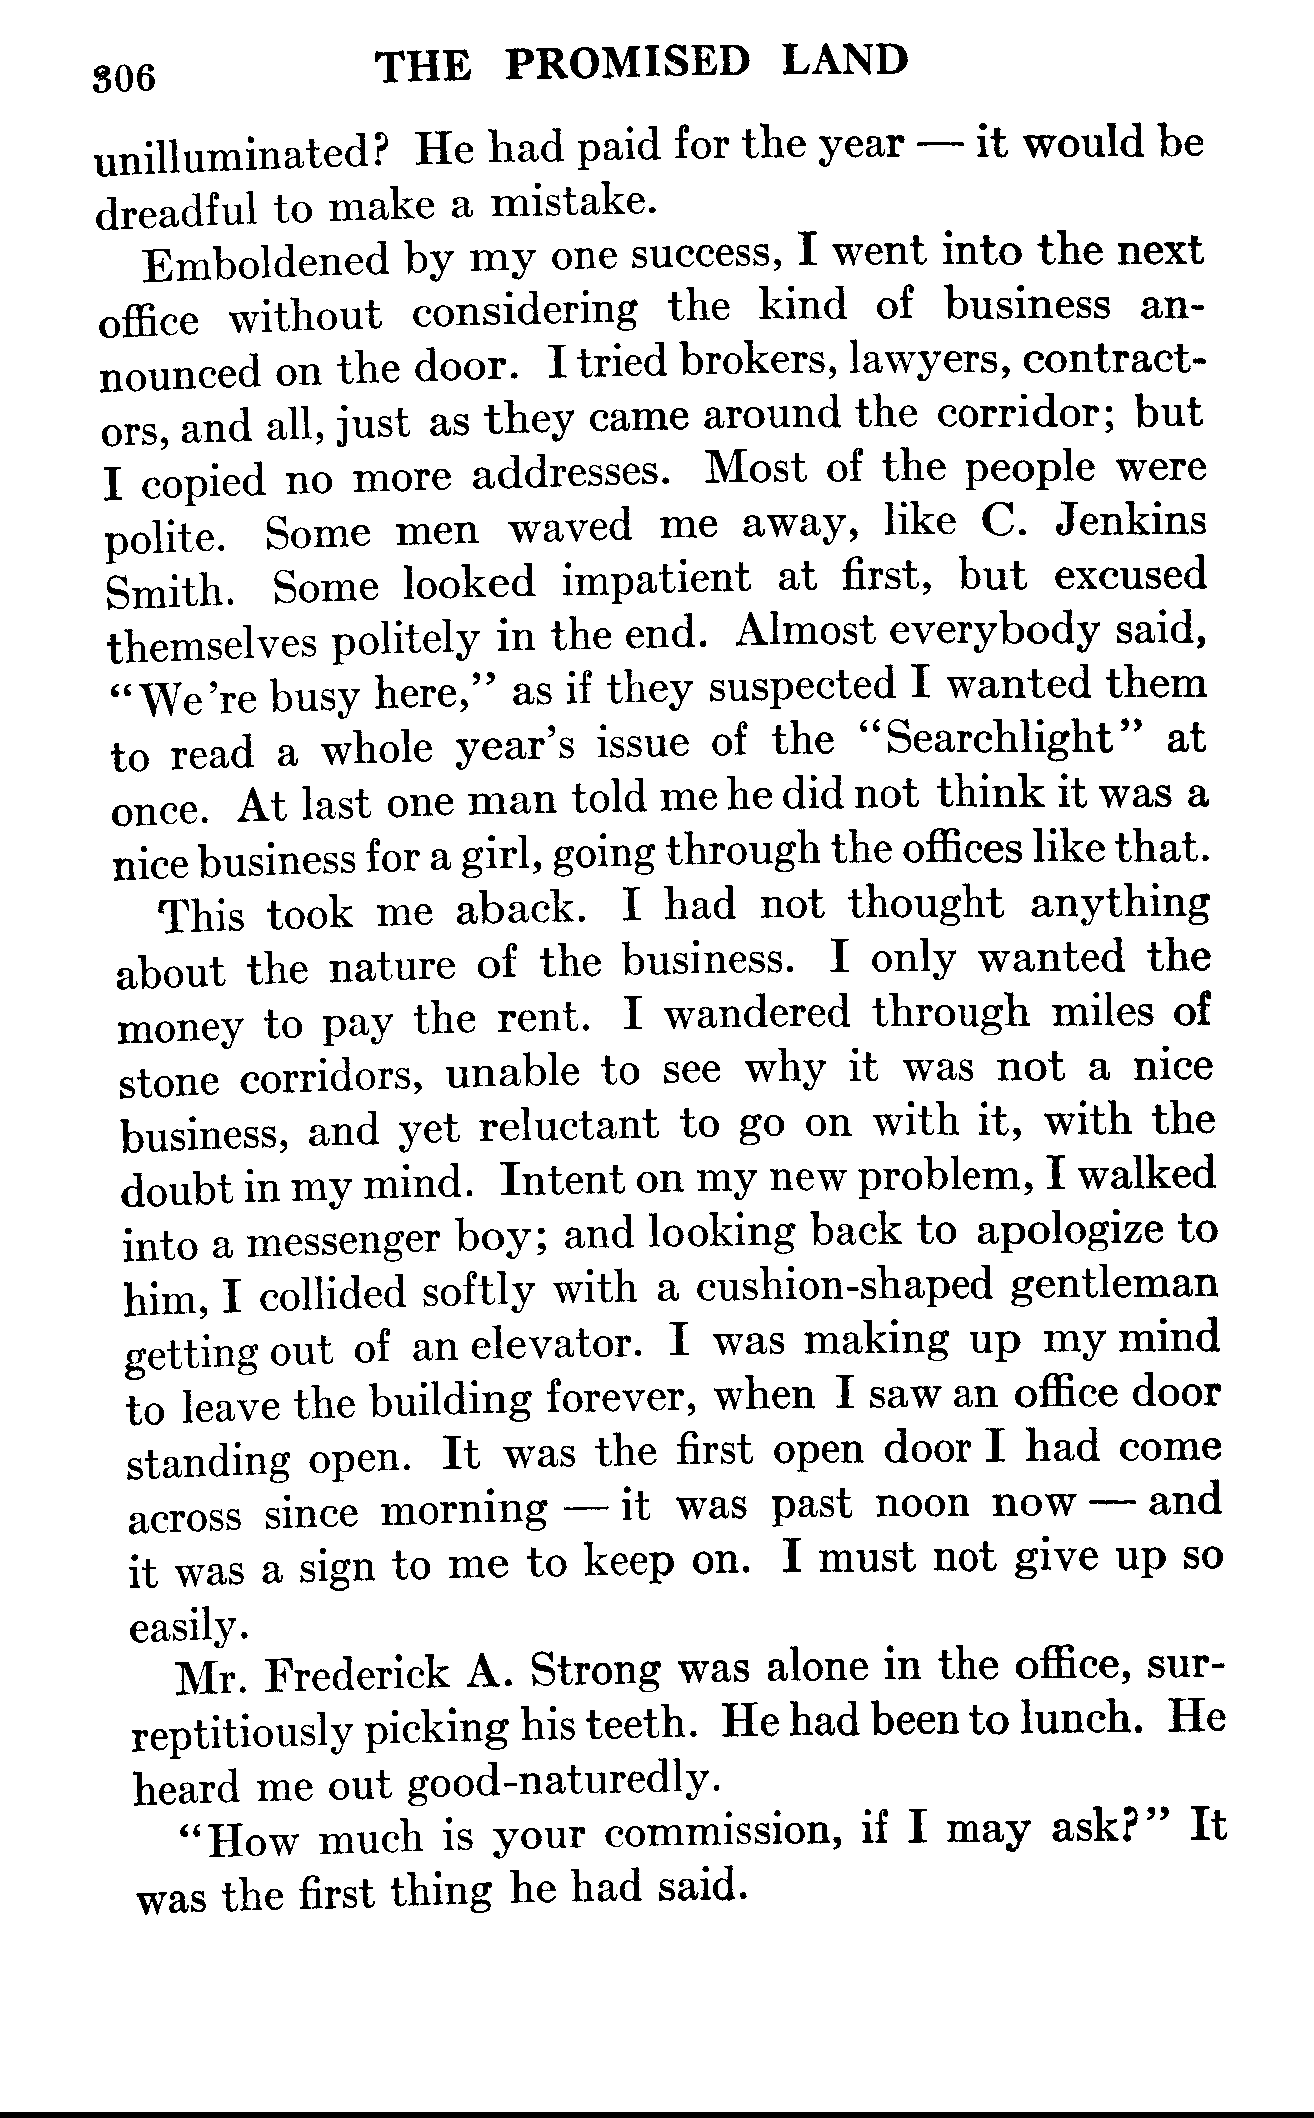 306 THE PROMISED LAND
unilluminated? He had paid for the year — it would be
dreadful to make a mistake.
Emboldened by my one success, I went into the next
office without considering the kind of business an-
nounced on the door. I tried brokers, lawyers, contract-
ors, and all, just as they came around the corridor; but
I copied no more addresses. Most of the people were
polite. Some men waved me away, like C. Jenkins
Smith. Some looked impatient at first, but excused
themselves politely in the end. Almost everybody said,
"We 're busy here," as if they suspected I wanted them
to read a whole year's issue of the "Searchlight" at
once. At last one man told me he did not think it was a
nice business for a girl, going through the offices like that.
This took me aback. I had not thought anything
about the nature of the business. I only wanted the
money to pay the rent. I wandered through miles of
stone corridors, unable to see why it was not a nice
business, and yet reluctant to go on with it, with the
doubt in my mind. Intent on my new problem, I walked
into a messenger boy; and looking back to apologize to
him, I collided softly with a cushion-shaped gentleman
getting out of an elevator. I was making up my mind
to leave the building forever, when I saw an office door
standing open. It was the first open door I had come
across since morning — it was past noon now — and
it was a sign to me to keep on. I must not give up so
easily.
Mr. Frederick A. Strong was alone in the office, sur-
reptitiously picking his teeth. He had been to lunch. He
heard me out good-naturedly.
"How much is your commission, if I may ask?" It
was the first thing he had said.